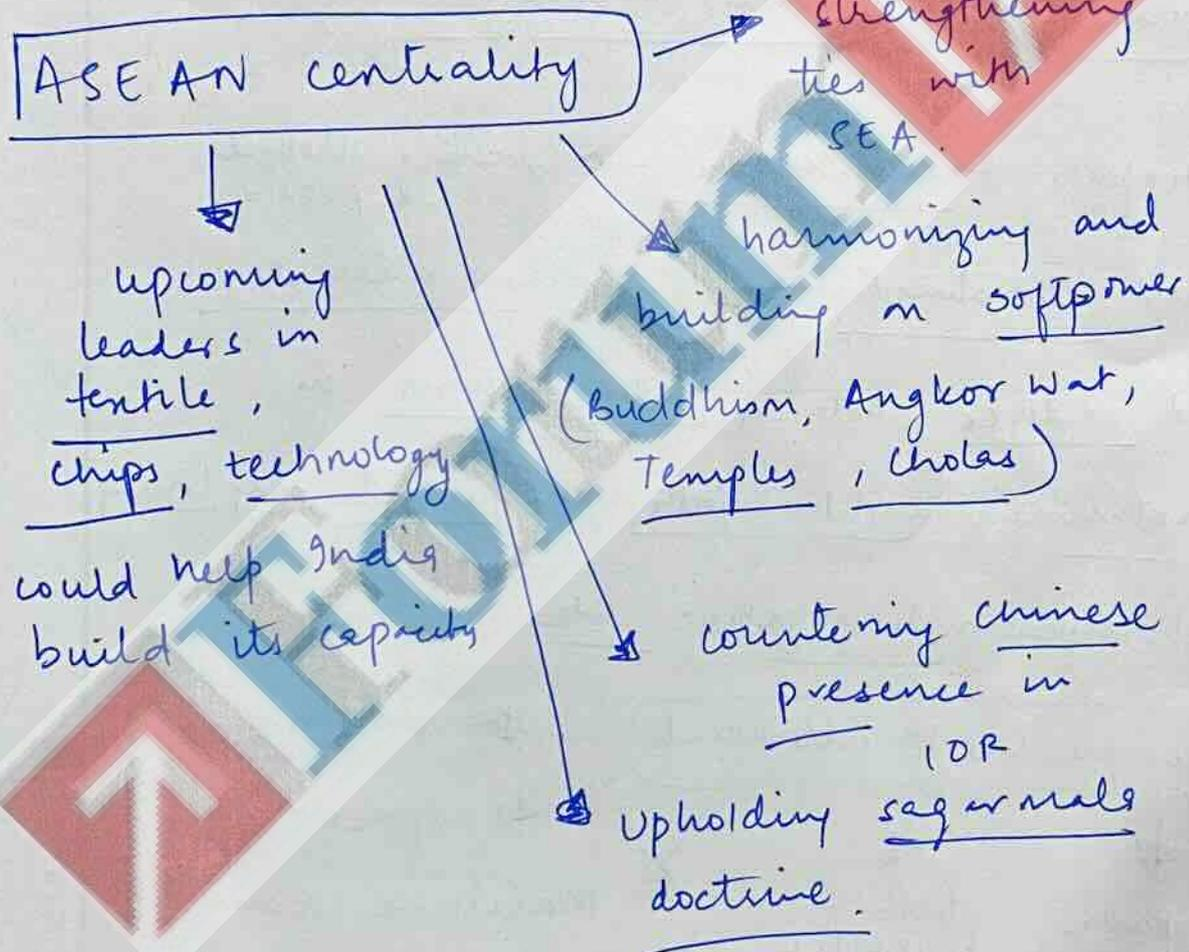 strengthening
ASEAN centrality
ties with
SEA.
upcoming
leaders in
textile,
chips, technology
could help India
build its capacity
harmonizing and
building on softpower
(Buddhism, Angkor Wat,
Temples, Cholas)
countering Chinese
presence in
IOR
Upholding sagarmala
doctrine.
Forum